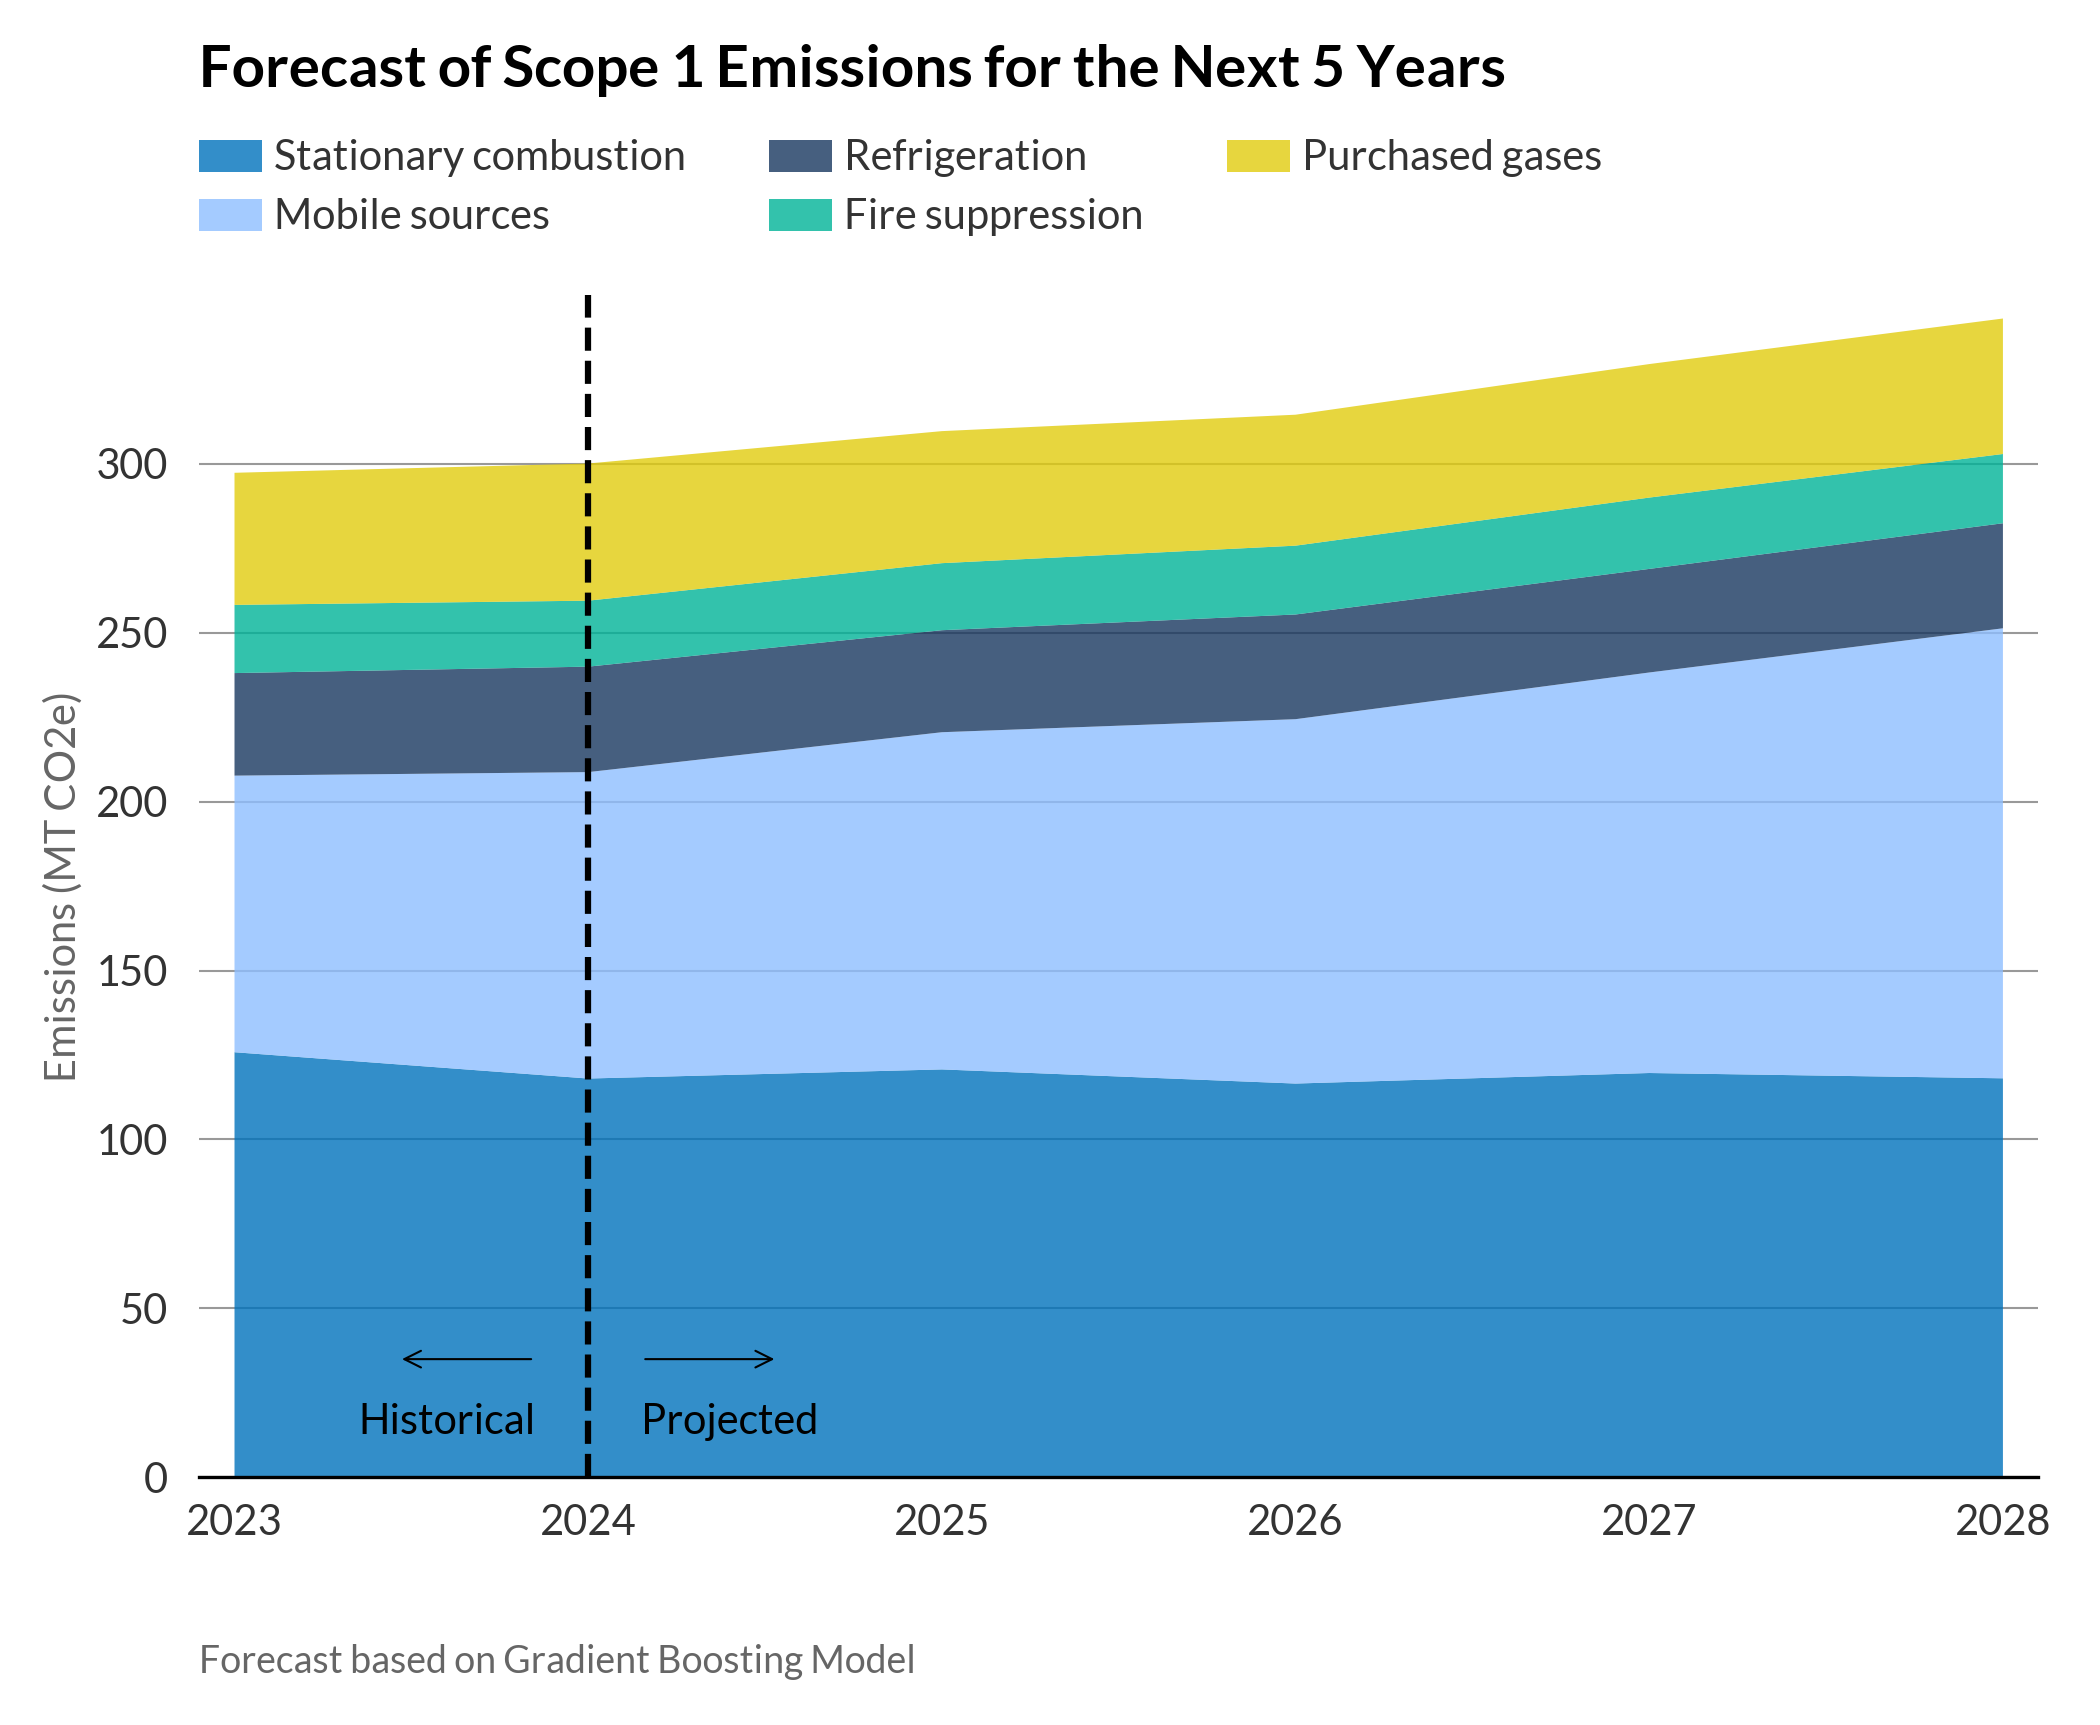 Forecast of Scope 1 Emissions for the Next 5 Years
Stationary combustion
Refrigeration
Purchased gases
Mobile sources
Fire suppression
Emissions (MT CO2e)
300
250
200
150
100
50
0
Historical
Projected
2023
2024
2025
2026
2027
2028
Forecast based on Gradient Boosting Model